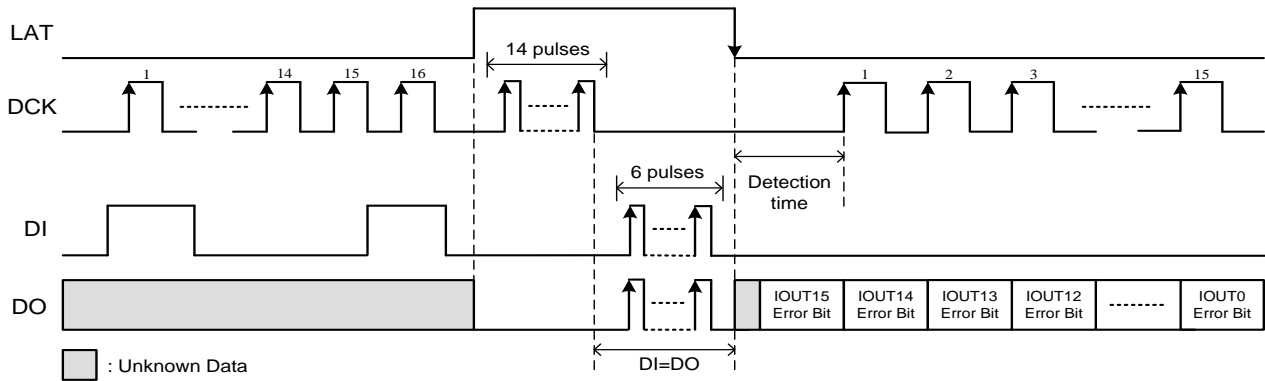 LAT
14 pulses
DCK
1
14
15
16
1
2
3
15
Detection
time
6 pulses
DI
DO
IOUT15
Error Bit
IOUT14
Error Bit
IOUT13
Error Bit
IOUT12
Error Bit
IOUT0
Error Bit
: Unknown Data
DI=DO